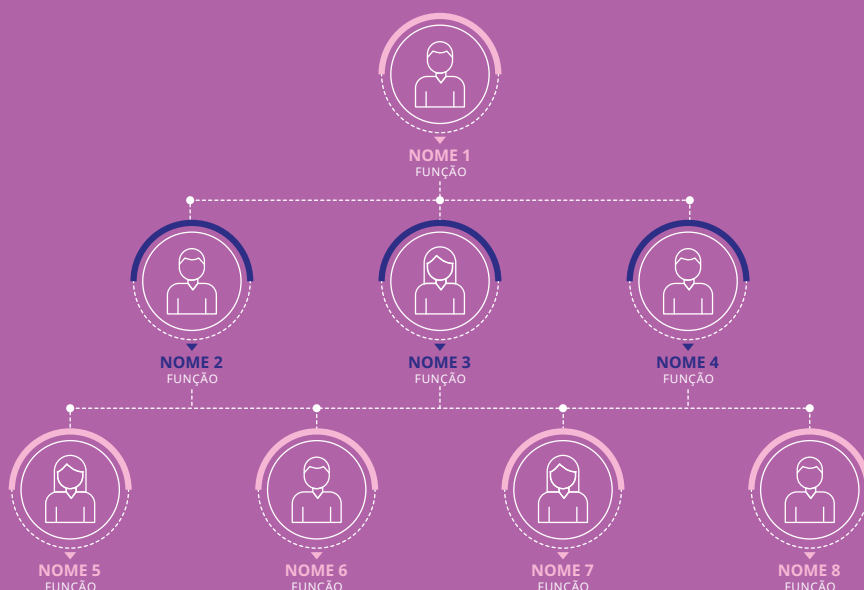 NOME 1
FUNÇÃO
NOME 2
FUNÇÃO
NOME 3
FUNÇÃO
NOME 4
FUNÇÃO
NOME 5
FUNÇÃO
NOME 6
FUNÇÃO
NOME 7
FUNÇÃO
NOME 8
FUNÇÃO